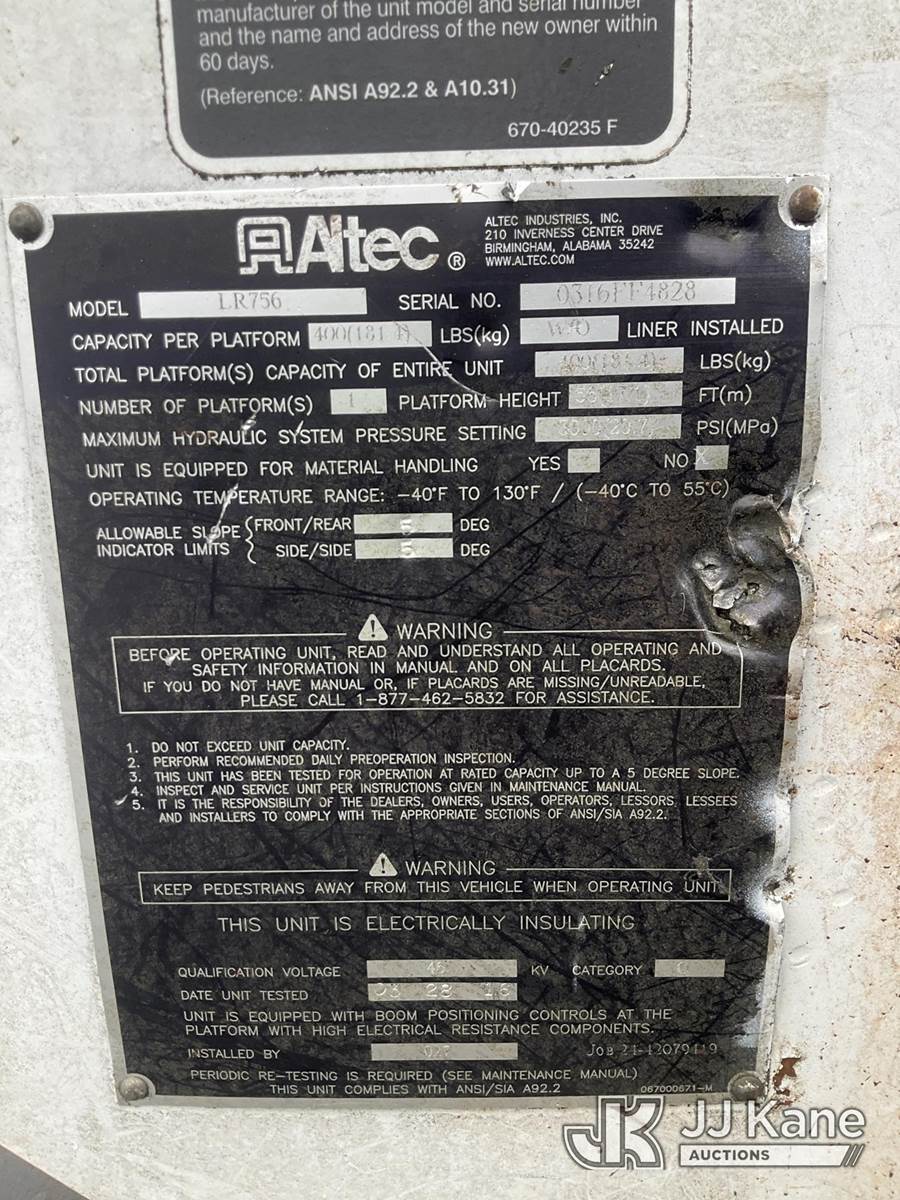 manufacturer of the unit model and serial number
and the name and address of the new owner within
60 days.
(Reference: ANSI A92.2 & A10.31)
670-40235 F
Altec®
ALTEC INDUSTRIES, INC.
210 INVERNESS CENTER DRIVE
BIRMINGHAM, ALABAMA 35242
WWW.ALTEC.COM
MODEL LR756 SERIAL NO. 0316FF4828
CAPACITY PER PLATFORM LBS(kg) W/O LINER INSTALLED
TOTAL PLATFORM(S) CAPACITY OF ENTIRE UNIT LBS(kg)
NUMBER OF PLATFORM(S) 1 PLATFORM HEIGHT FT(m)
MAXIMUM HYDRAULIC SYSTEM PRESSURE SETTING PSI(MPa)
UNIT IS EQUIPPED FOR MATERIAL HANDLING YES NO X
OPERATING TEMPERATURE RANGE: -40°F TO 130°F / (-40°C TO 55°C)
ALLOWABLE SLOPE FRONT/REAR 5 DEG
INDICATOR LIMITS SIDE/SIDE 5 DEG
WARNING
BEFORE OPERATING UNIT, READ AND UNDERSTAND ALL OPERATING AND
SAFETY INFORMATION IN MANUAL AND ON ALL PLACARDS.
IF YOU DO NOT HAVE MANUAL OR, IF PLACARDS ARE MISSING/UNREADABLE,
PLEASE CALL 1-877-462-5832 FOR ASSISTANCE.
1. DO NOT EXCEED UNIT CAPACITY.
2. PERFORM RECOMMENDED DAILY PREOPERATION INSPECTION.
3. THIS UNIT HAS BEEN TESTED FOR OPERATION AT RATED CAPACITY UP TO A 5 DEGREE SLOPE.
4. INSPECT AND SERVICE UNIT PER INSTRUCTIONS GIVEN IN MAINTENANCE MANUAL.
5. IT IS THE RESPONSIBILITY OF THE DEALERS, OWNERS, USERS, OPERATORS, LESSORS, LESSEES
AND INSTALLERS TO COMPLY WITH THE APPROPRIATE SECTIONS OF ANSI/SIA A92.2.
WARNING
KEEP PEDESTRIANS AWAY FROM THIS VEHICLE WHEN OPERATING UNIT
THIS UNIT IS ELECTRICALLY INSULATING
QUALIFICATION VOLTAGE 46 KV CATEGORY C
DATE UNIT TESTED 03 28 16
UNIT IS EQUIPPED WITH BOOM POSITIONING CONTROLS AT THE
PLATFORM WITH HIGH ELECTRICAL RESISTANCE COMPONENTS.
INSTALLED BY JOB 21-42079419
PERIODIC RE-TESTING IS REQUIRED (SEE MAINTENANCE MANUAL)
THIS UNIT COMPLIES WITH ANSI/SIA A92.2
067000671-M
JK JJ Kane
AUCTIONS